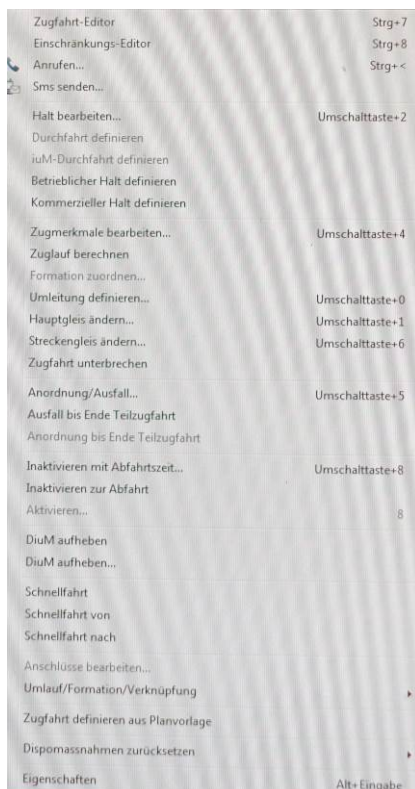 Zugfahrt-Editor Strg+7
Einschränkungs-Editor Strg+8
Anrufen... Strg+<
Sms senden...
Halt bearbeiten... Umschalttaste+2
Durchfahrt definieren
iuM-Durchfahrt definieren
Betrieblicher Halt definieren
Kommerzieller Halt definieren
Zugmerkmale bearbeiten... Umschalttaste+4
Zuglauf berechnen
Formation zuordnen...
Umleitung definieren... Umschalttaste+0
Hauptgleis ändern... Umschalttaste+1
Streckengleis ändern... Umschalttaste+6
Zugfahrt unterbrechen
Anordnung/Ausfall... Umschalttaste+5
Ausfall bis Ende Teilzugfahrt
Anordnung bis Ende Teilzugfahrt
Inaktivieren mit Abfahrtszeit... Umschalttaste+8
Inaktivieren zur Abfahrt
Aktivieren... 8
DiuM aufheben
DiuM aufheben...
Schnellfahrt
Schnellfahrt von
Schnellfahrt nach
Anschlüsse bearbeiten...
Umlauf/Formation/Verknüpfung
Zugfahrt definieren aus Planvorlage
Dispomassnahmen zurücksetzen
Eigenschaften Alt+Eingabe